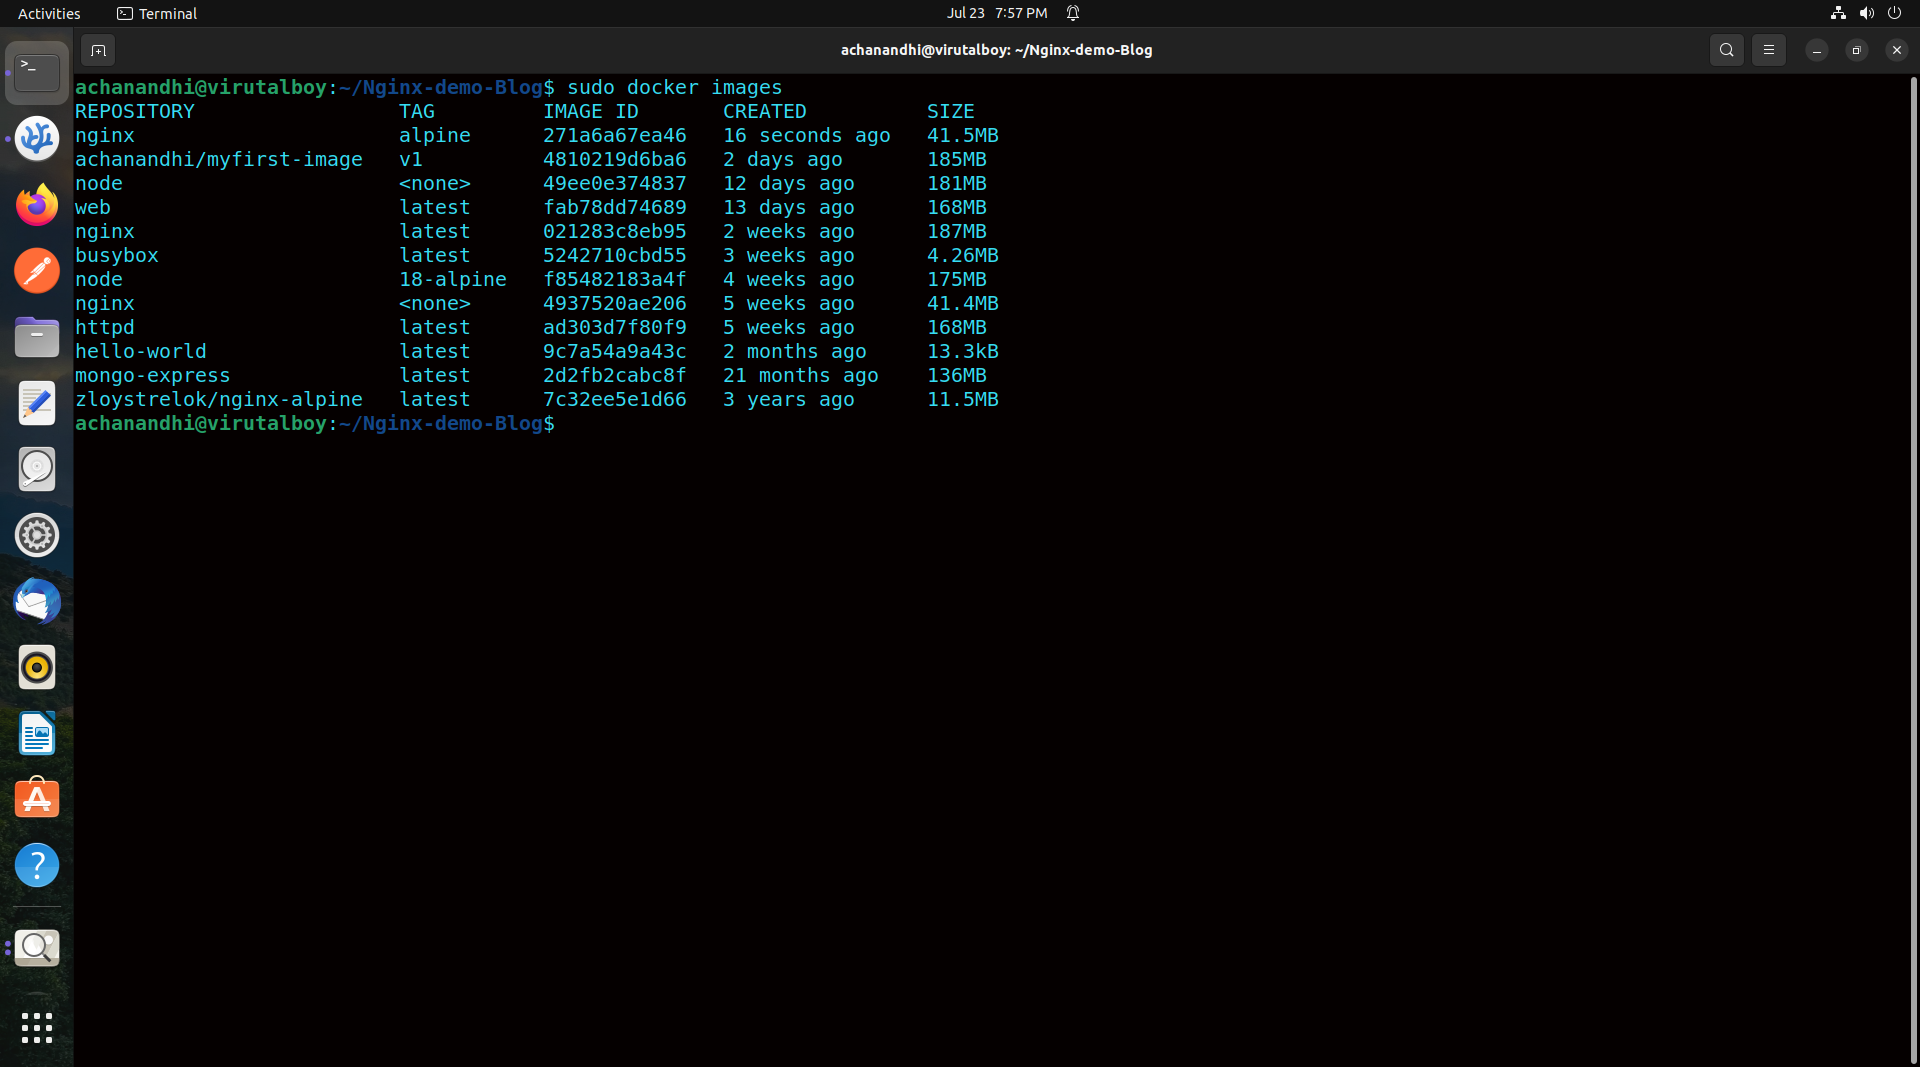 Activities Terminal Jul 23 7:57 PM
achanandhi@virutalboy: ~/Nginx-demo-Blog
achanandhi@virutalboy:~/Nginx-demo-Blog$ sudo docker images
REPOSITORY TAG IMAGE ID CREATED SIZE
nginx alpine 271a6a67ea46 16 seconds ago 41.5MB
achanandhi/myfirst-image v1 4810219d6ba6 2 days ago 185MB
node <none> 49ee0e374837 12 days ago 181MB
web latest fab78dd74689 13 days ago 168MB
nginx latest 021283c8eb95 2 weeks ago 187MB
busybox latest 5242710cbd55 3 weeks ago 4.26MB
node 18-alpine f85482183a4f 4 weeks ago 175MB
nginx <none> 4937520ae206 5 weeks ago 41.4MB
httpd latest ad303d7f80f9 5 weeks ago 168MB
hello-world latest 9c7a54a9a43c 2 months ago 13.3kB
mongo-express latest 2d2fb2cabc8f 21 months ago 136MB
zloystrelok/nginx-alpine latest 7c32ee5e1d66 3 years ago 11.5MB
achanandhi@virutalboy:~/Nginx-demo-Blog$